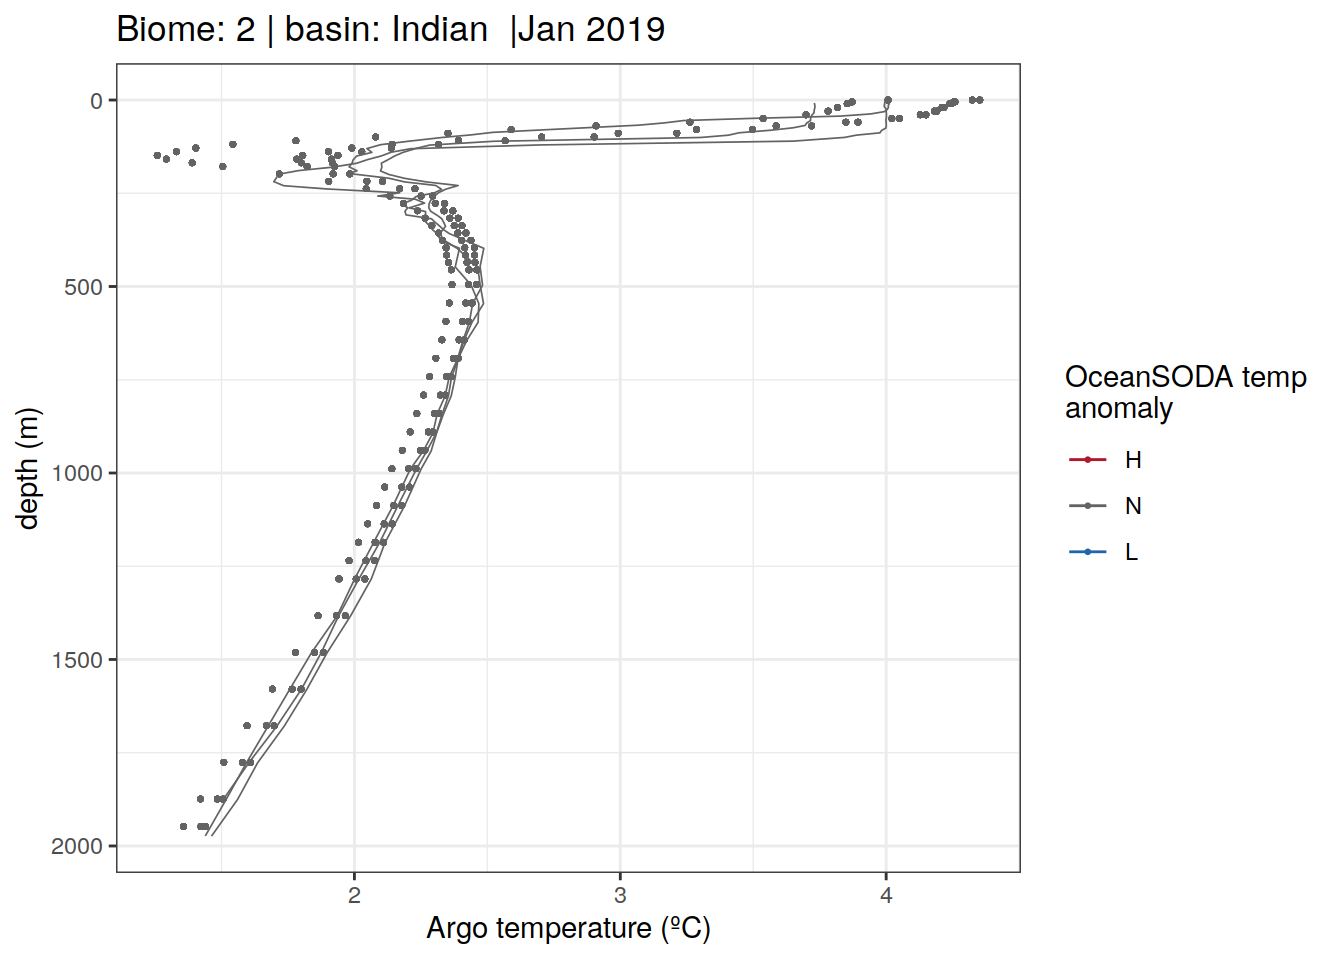 Biome: 2 | basin: Indian  |Jan 2019
0
500
1000
1500
2000
depth (m)
2
3
4
Argo temperature (ºC)
OceanSODA temp
anomaly
H
N
L